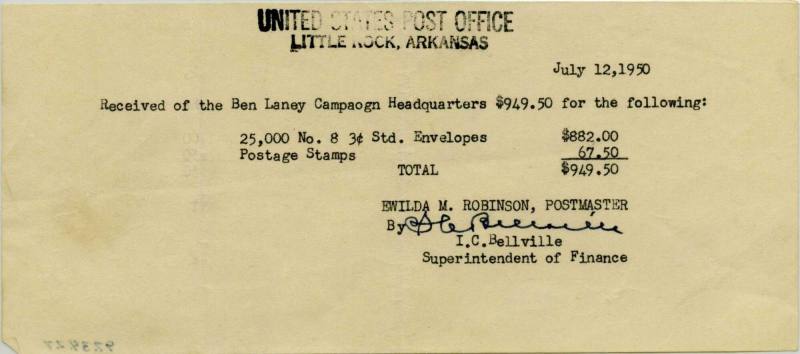 UNITED STATES POST OFFICE
LITTLE ROCK, ARKANSAS
July 12,1950
Received of the Ben Laney Campaogn Headquarters $949.50 for the following:
25,000 No. 8 3¢ Std. Envelopes $882.00
Postage Stamps 67.50
TOTAL $949.50
EWILDA M. ROBINSON, POSTMASTER
By
I.C.Bellville
Superintendent of Finance